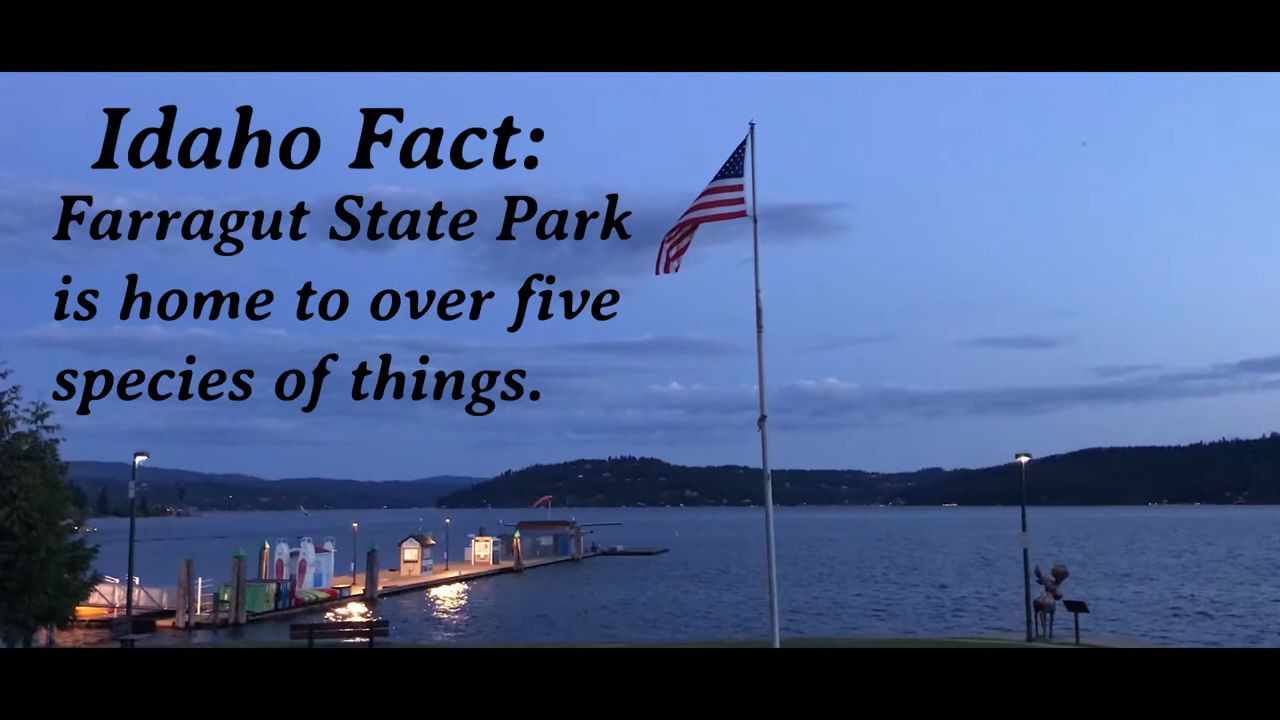 Idaho Fact:
Farragut State Park
is home to over five
species of things.